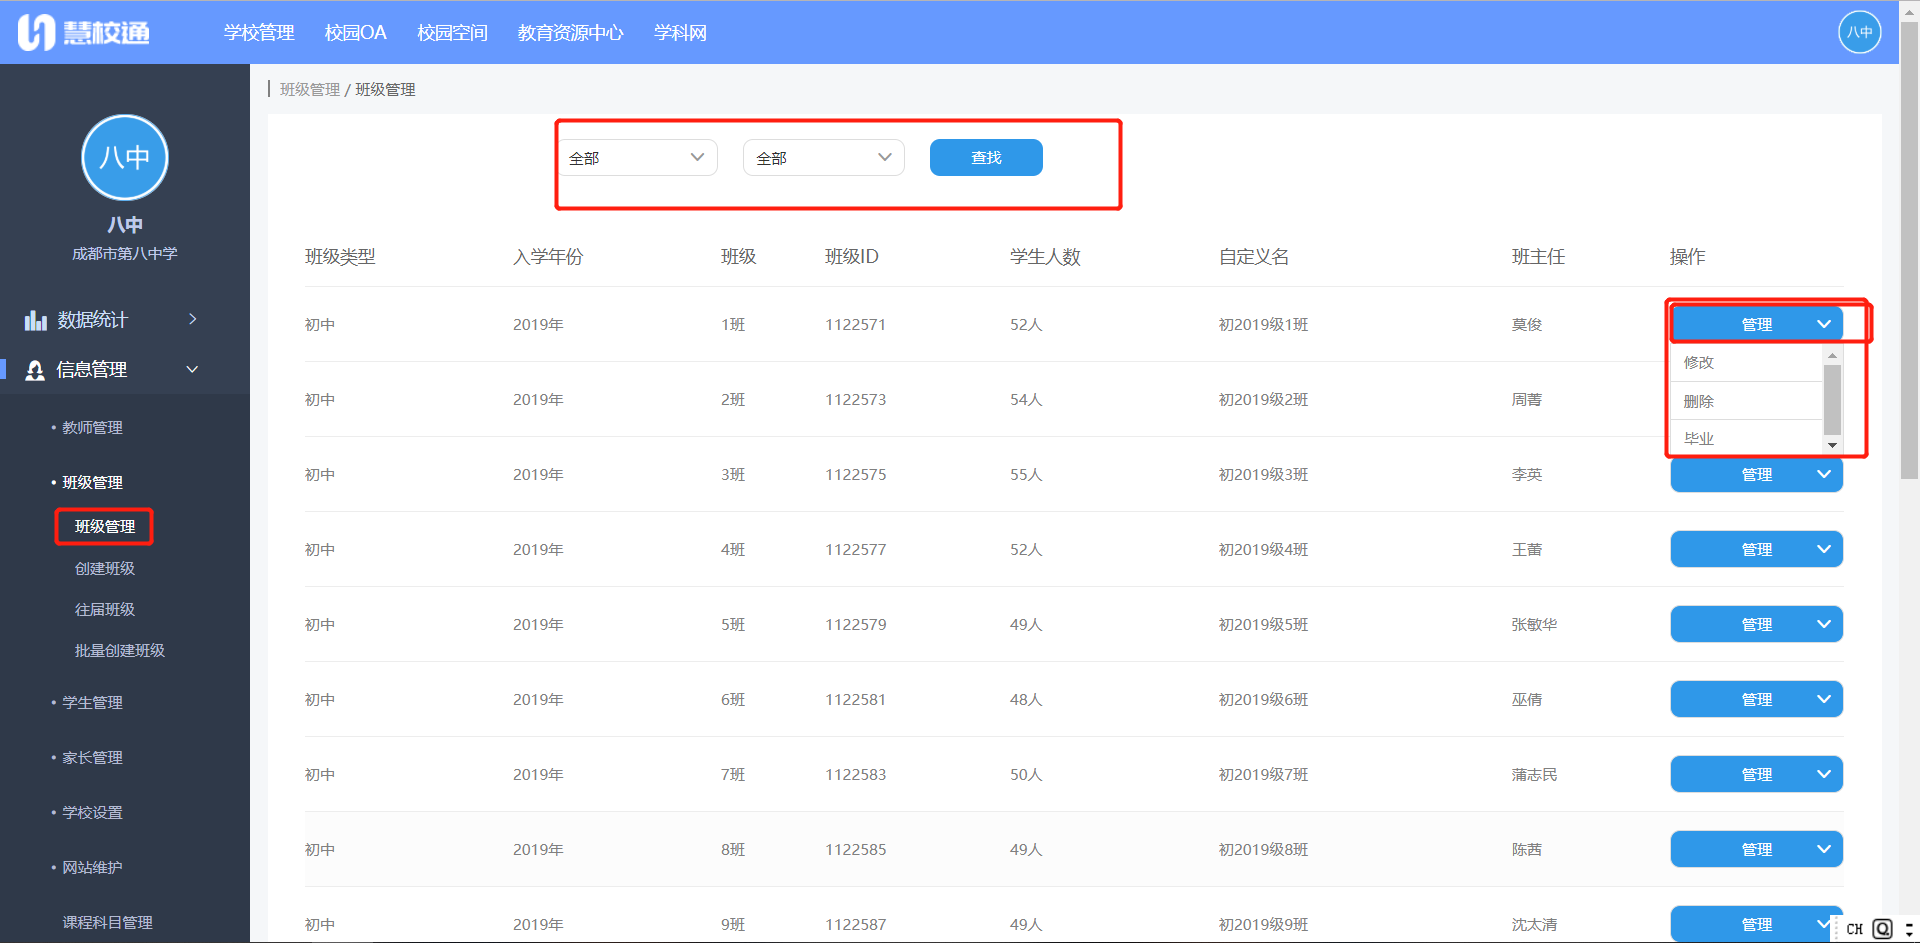 慧校通
学校管理 校园OA 校园空间 教育资源中心 学科网
八中
班级管理 / 班级管理
八中
八中
成都市第八中学
数据统计
信息管理
• 教师管理
• 班级管理
班级管理
创建班级
往届班级
批量创建班级
• 学生管理
• 家长管理
• 学校设置
• 网站维护
课程科目管理
全部 全部 查找
班级类型 入学年份 班级 班级ID 学生人数 自定义名 班主任 操作
初中 2019年 1班 1122571 52人 初2019级1班 莫俊 管理
修改
删除
毕业
初中 2019年 2班 1122573 54人 初2019级2班 周菁
初中 2019年 3班 1122575 55人 初2019级3班 李英 管理
初中 2019年 4班 1122577 52人 初2019级4班 王蕾 管理
初中 2019年 5班 1122579 49人 初2019级5班 张敏华 管理
初中 2019年 6班 1122581 48人 初2019级6班 巫倩 管理
初中 2019年 7班 1122583 50人 初2019级7班 蒲志民 管理
初中 2019年 8班 1122585 49人 初2019级8班 陈茜 管理
初中 2019年 9班 1122587 49人 初2019级9班 沈太清 管理
CH